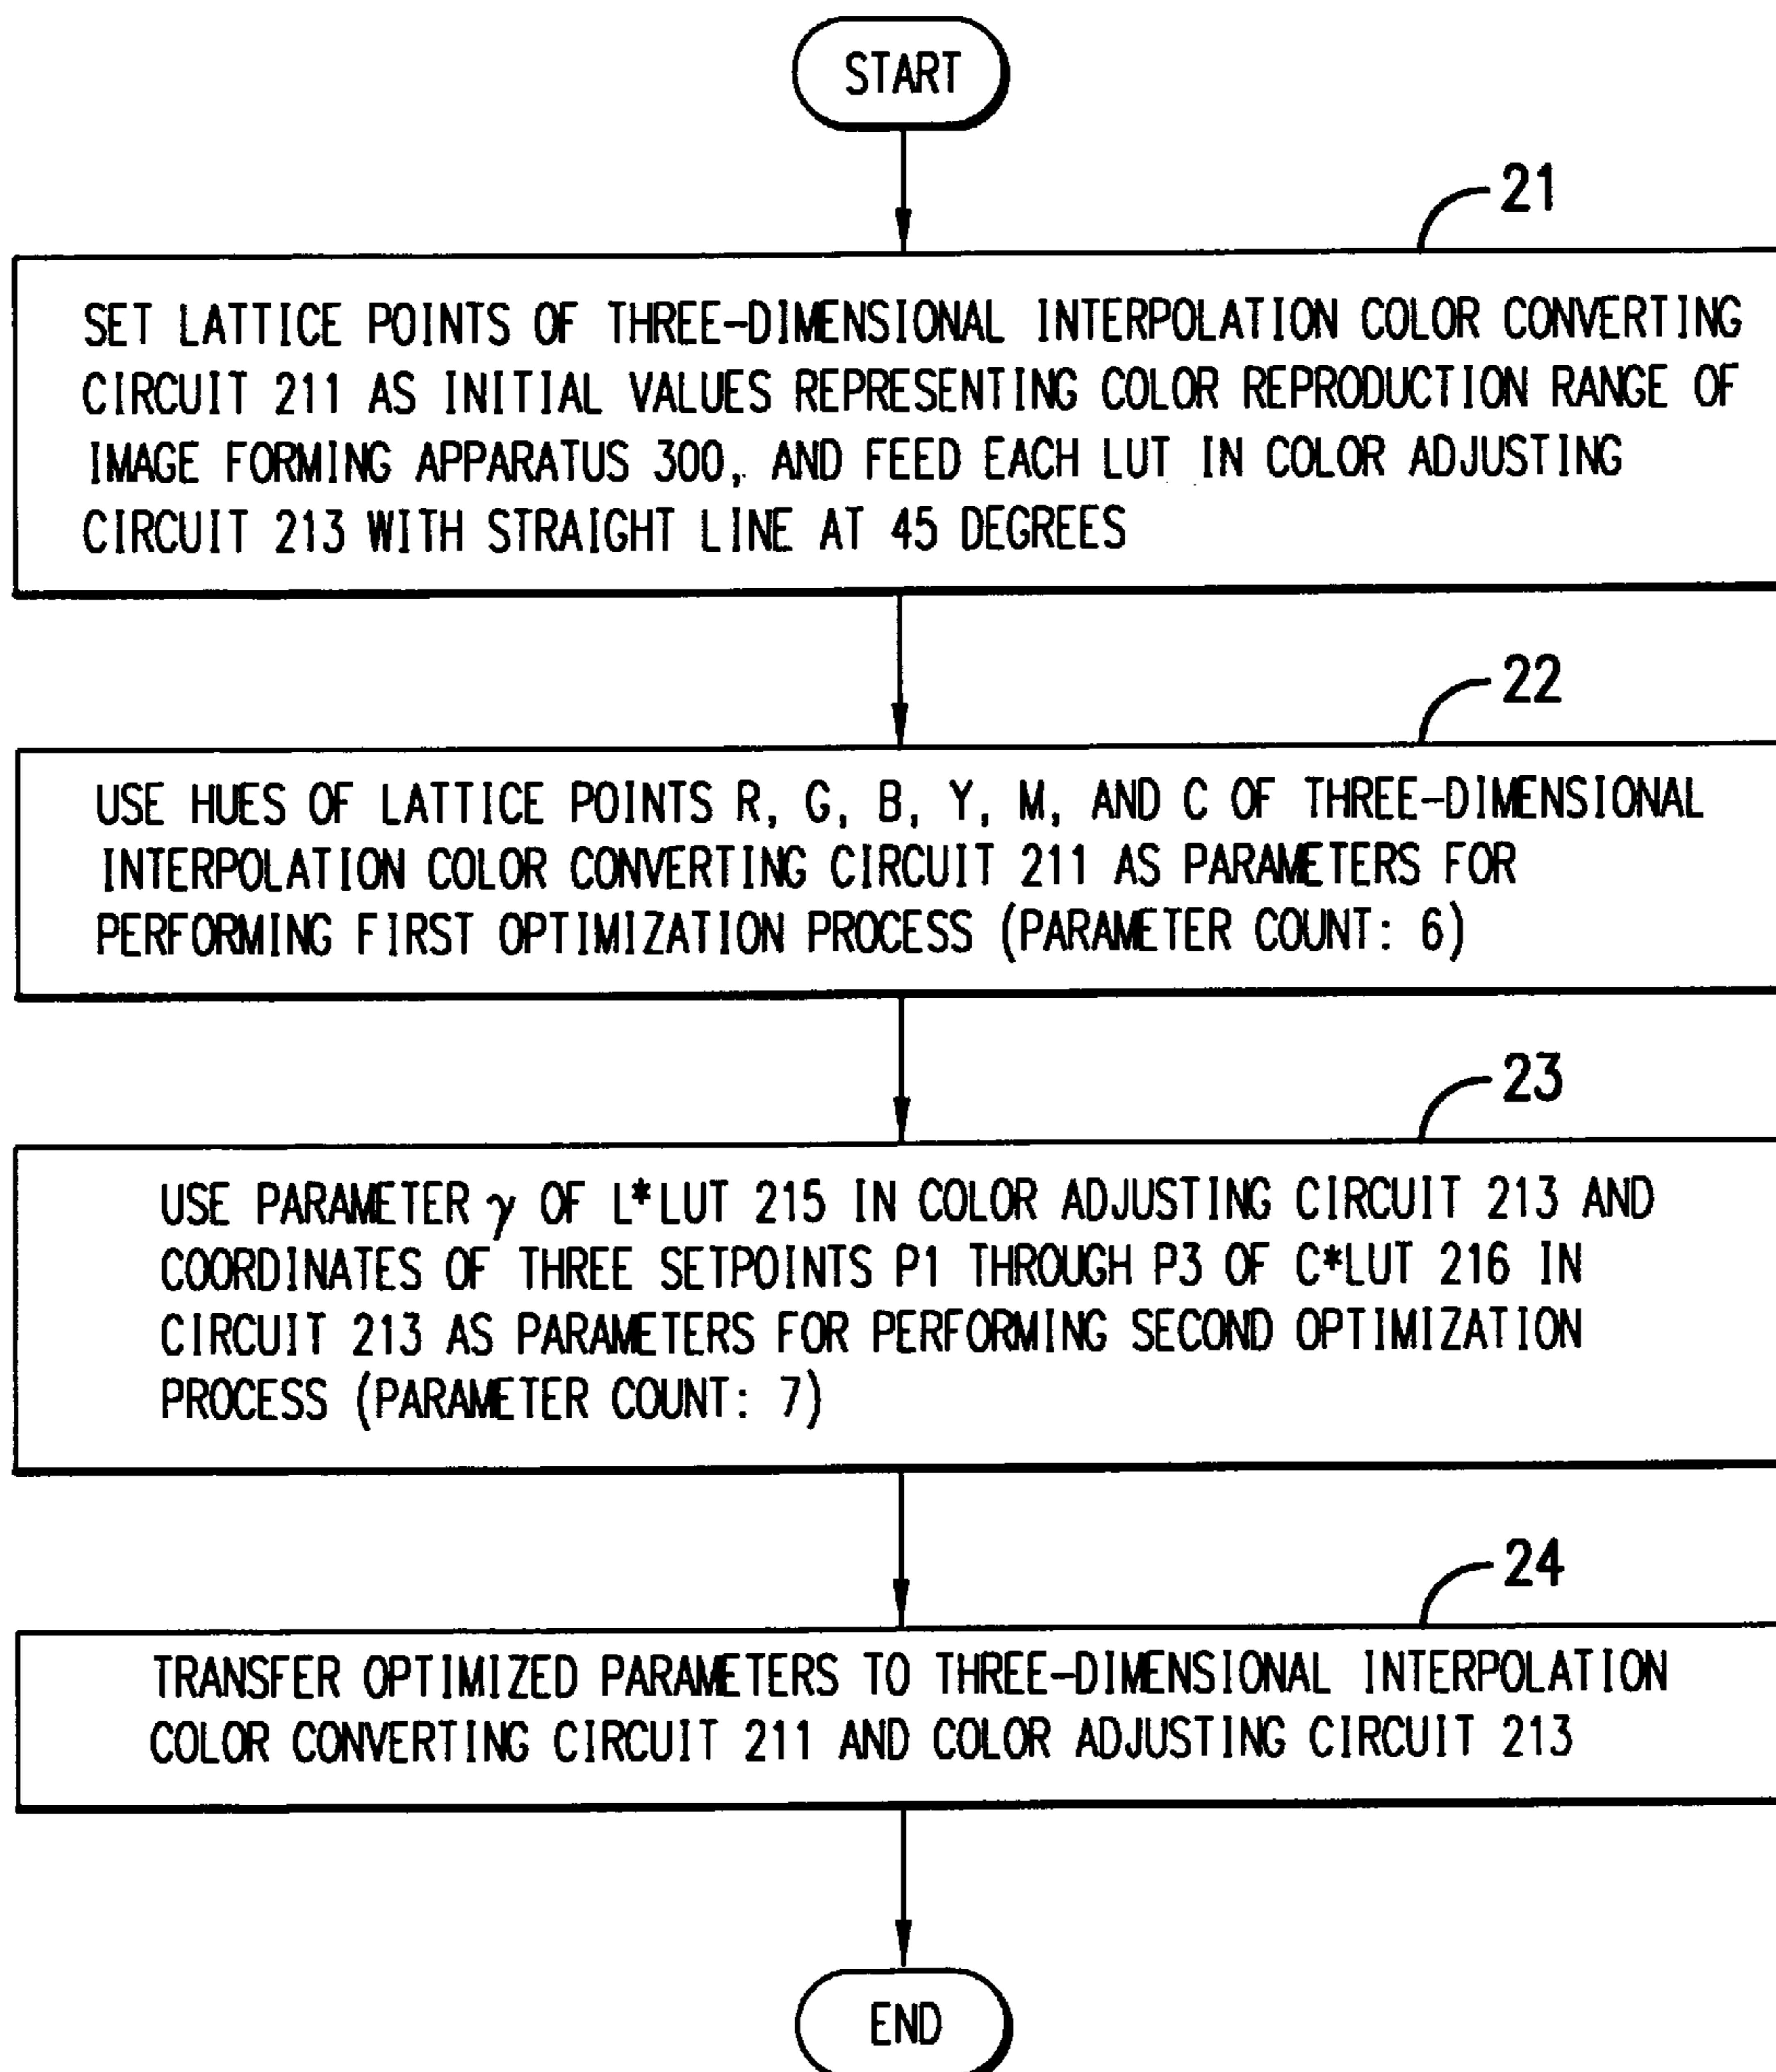 START
21
SET LATTICE POINTS OF THREE-DIMENSIONAL INTERPOLATION COLOR CONVERTING
CIRCUIT 211 AS INITIAL VALUES REPRESENTING COLOR REPRODUCTION RANGE OF
IMAGE FORMING APPARATUS 300, AND FEED EACH LUT IN COLOR ADJUSTING
CIRCUIT 213 WITH STRAIGHT LINE AT 45 DEGREES
22
USE HUES OF LATTICE POINTS R, G, B, Y, M, AND C OF THREE-DIMENSIONAL
INTERPOLATION COLOR CONVERTING CIRCUIT 211 AS PARAMETERS FOR
PERFORMING FIRST OPTIMIZATION PROCESS (PARAMETER COUNT: 6)
23
USE PARAMETER γ OF L*LUT 215 IN COLOR ADJUSTING CIRCUIT 213 AND
COORDINATES OF THREE SETPOINTS P1 THROUGH P3 OF C*LUT 216 IN
CIRCUIT 213 AS PARAMETERS FOR PERFORMING SECOND OPTIMIZATION
PROCESS (PARAMETER COUNT: 7)
24
TRANSFER OPTIMIZED PARAMETERS TO THREE-DIMENSIONAL INTERPOLATION
COLOR CONVERTING CIRCUIT 211 AND COLOR ADJUSTING CIRCUIT 213
END